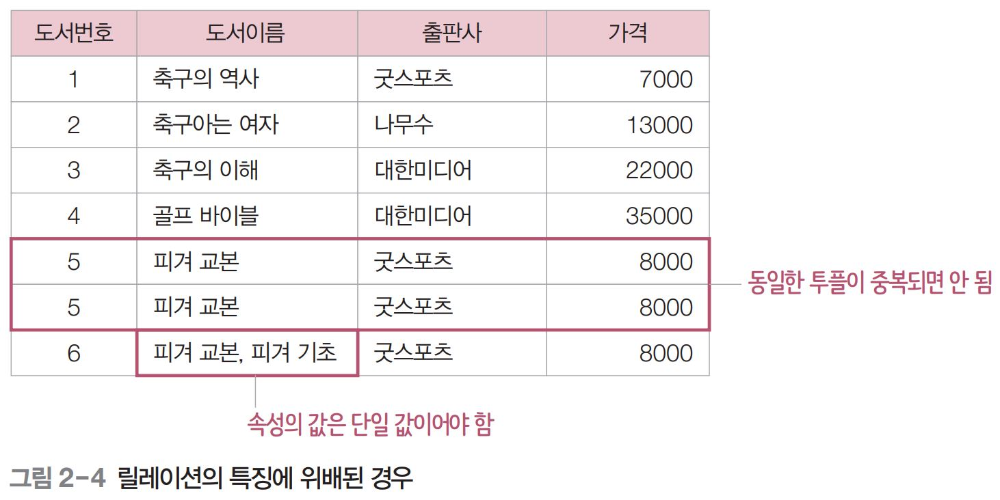 도서번호 도서이름 출판사 가격
1 축구의 역사 굿스포츠 7000
2 축구아는 여자 나무수 13000
3 축구의 이해 대한미디어 22000
4 골프 바이블 대한미디어 35000
5 피겨 교본 굿스포츠 8000
동일한 투플이 중복되면 안 됨
5 피겨 교본 굿스포츠 8000
6 피겨 교본, 피겨 기초 굿스포츠 8000
속성의 값은 단일 값이어야 함
그림 2-4 릴레이션의 특징에 위배된 경우